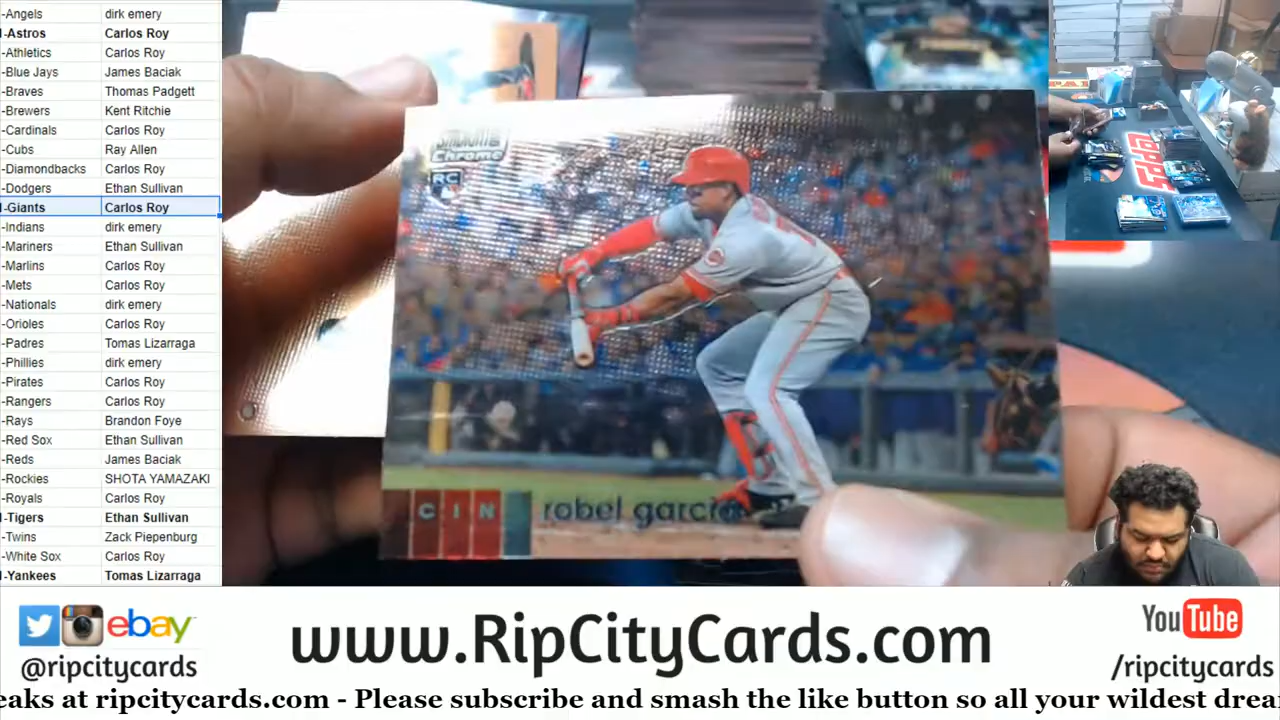 -Angels dirk emery
-Astros Carlos Roy
-Athletics Carlos Roy
-Blue Jays James Baciak
-Braves Thomas Padgett
-Brewers Kent Ritchie
-Cardinals Carlos Roy
-Cubs Ray Allen
-Diamondbacks Carlos Roy
-Dodgers Ethan Sullivan
-Giants Carlos Roy
-Indians dirk emery
-Mariners Ethan Sullivan
-Marlins Carlos Roy
-Mets Carlos Roy
-Nationals dirk emery
-Orioles Carlos Roy
-Padres Tomas Lizarraga
-Phillies dirk emery
-Pirates Carlos Roy
-Rangers Carlos Roy
-Rays Brandon Foye
-Red Sox Ethan Sullivan
-Reds James Baciak
-Rockies SHOTA YAMAZAKI
-Royals Carlos Roy
-Tigers Ethan Sullivan
-Twins Zack Piepenburg
-White Sox Carlos Roy
-Yankees Tomas Lizarraga
Stadium
Chrome
RC
CIN robel garcia
topps
ebay
@ripcitycards
www.RipCityCards.com
YouTube
/ripcitycards
eaks at ripcitycards.com - Please subscribe and smash the like button so all your wildest drea